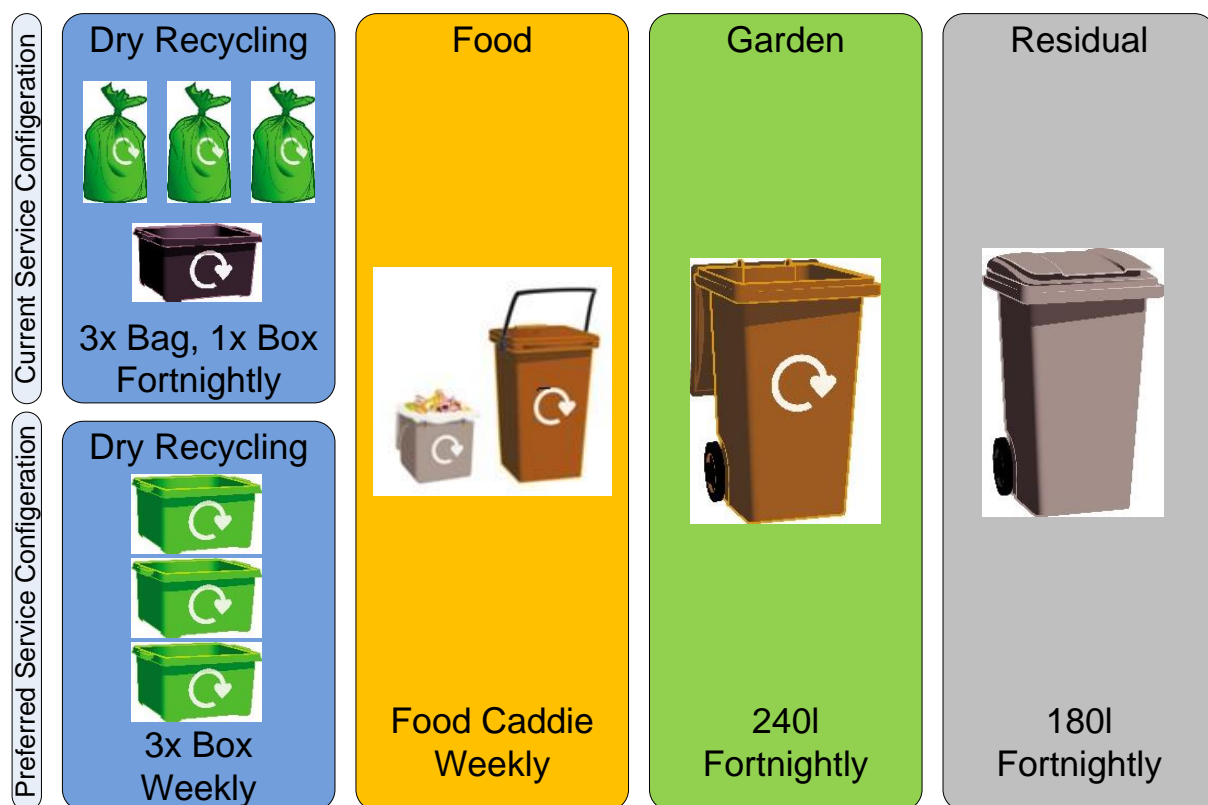 Current Service Configeration
Dry Recycling
3x Bag, 1x Box
Fortnightly
Preferred Service Configeration
Dry Recycling
3x Box
Weekly
Food
Food Caddie
Weekly
Garden
240l
Fortnightly
Residual
180l
Fortnightly